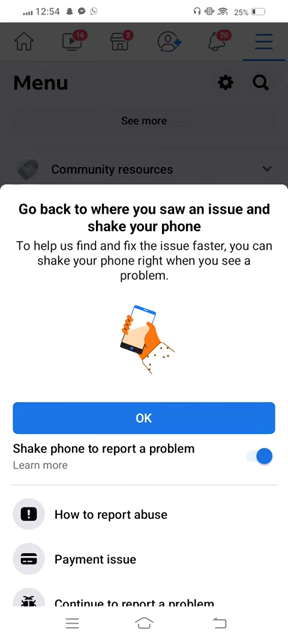 12:54
25%
16
2
20
Menu
See more
Community resources
Go back to where you saw an issue and
shake your phone
To help us find and fix the issue faster, you can
shake your phone right when you see a
problem.
OK
Shake phone to report a problem
Learn more
How to report abuse
Payment issue
Continue to report a problem